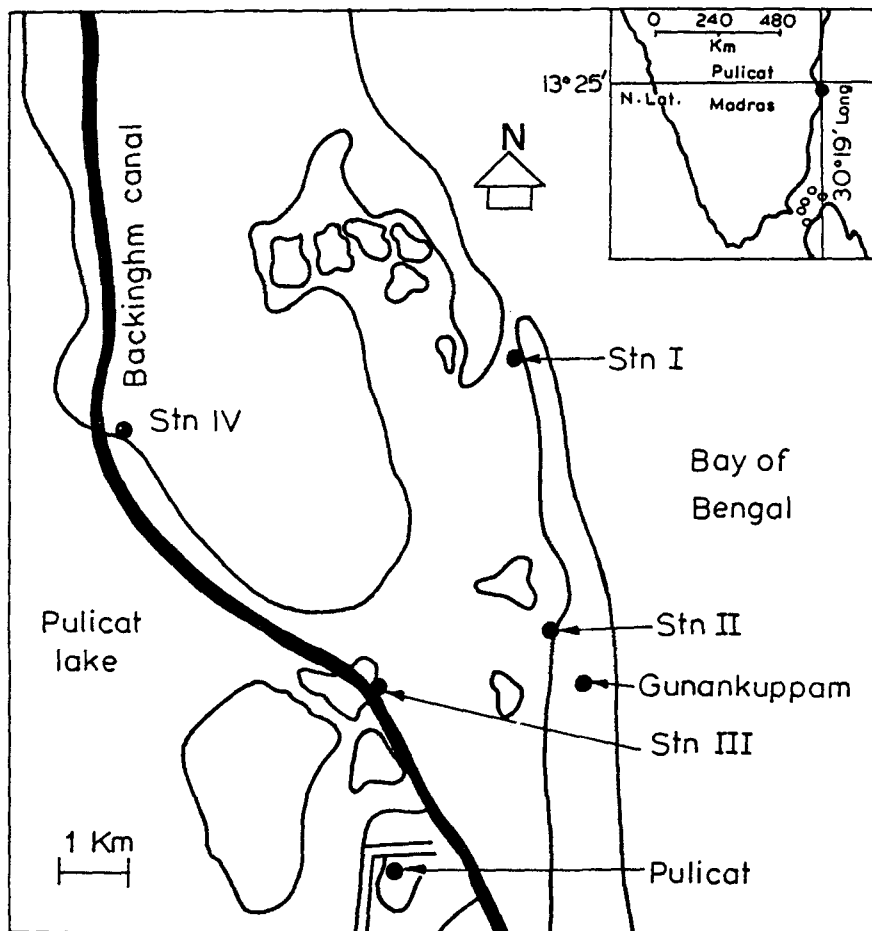 0 240 480
Km
Pulicat
13° 25'
N. Lat.
Madras
30° 19' Long
N
Backinghm canal
Stn I
Stn IV
Bay of
Bengal
Pulicat
lake
Stn II
Gunankuppam
Stn III
1 Km
Pulicat